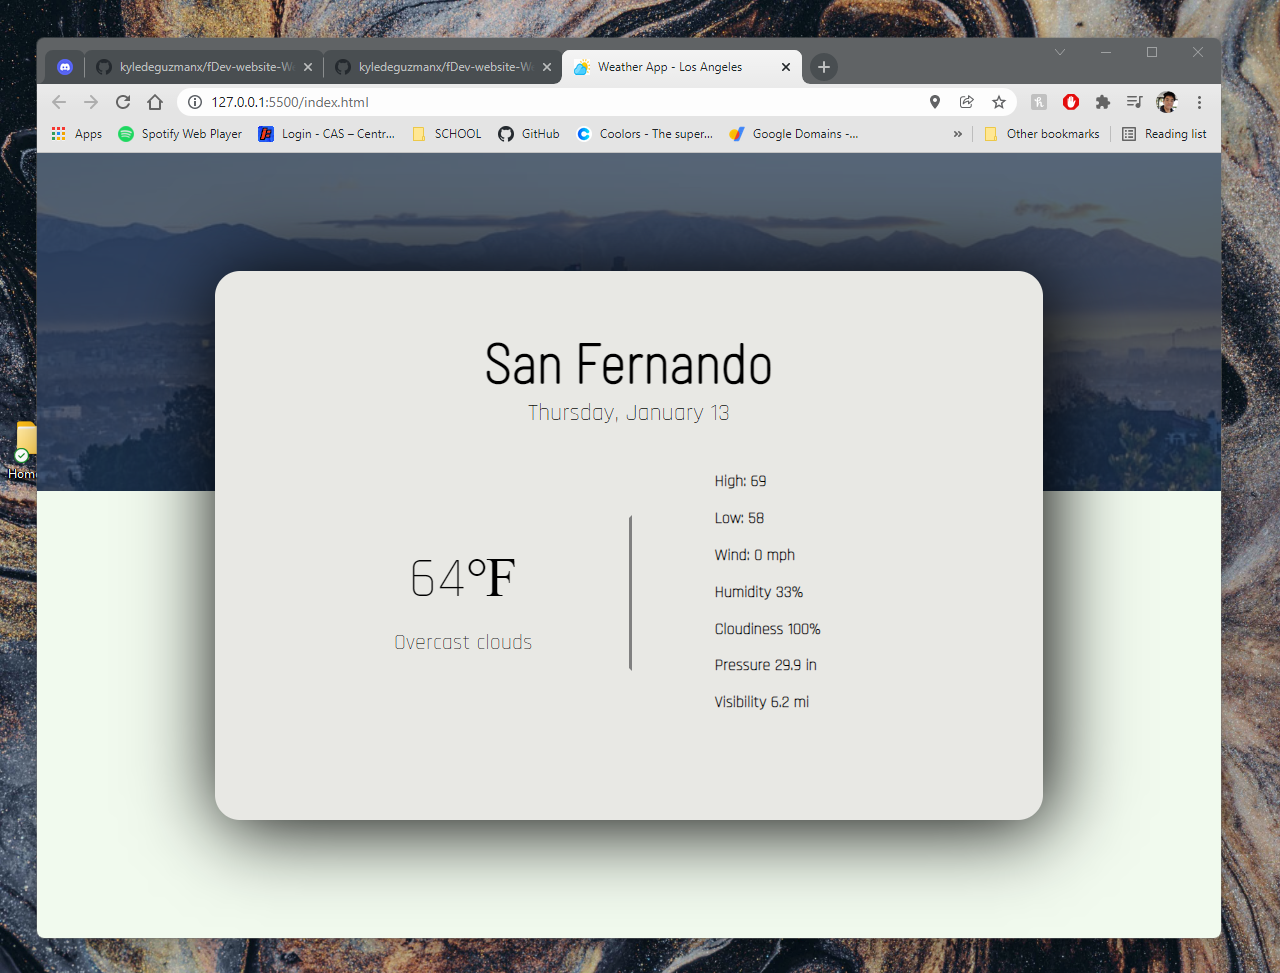 kyledeguzmanx/fDev-website-W
kyledeguzmanx/fDev-website-W
Weather App - Los Angeles
127.0.0.1:5500/index.html
Apps
Spotify Web Player
Login - CAS – Centr...
SCHOOL
GitHub
Coolors - The super...
Google Domains -...
»
Other bookmarks
Reading list
San Fernando
Thursday, January 13
High: 69
Low: 58
Wind: 0 mph
64°F
Humidity 33%
Cloudiness 100%
Overcast clouds
Pressure 29.9 in
Visibility 6.2 mi